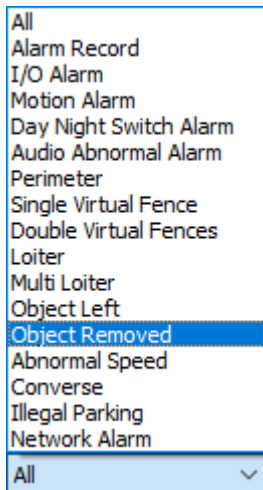 All
Alarm Record
I/O Alarm
Motion Alarm
Day Night Switch Alarm
Audio Abnormal Alarm
Perimeter
Single Virtual Fence
Double Virtual Fences
Loiter
Multi Loiter
Object Left
Object Removed
Abnormal Speed
Converse
Illegal Parking
Network Alarm
All